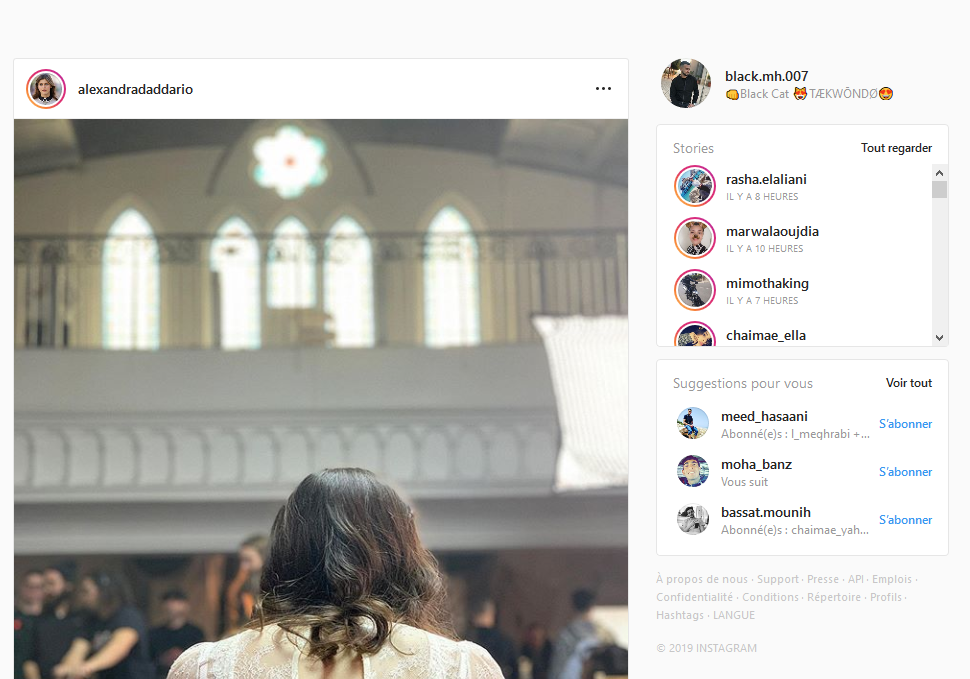 alexandradaddario
black.mh.007
👊Black Cat 😻TÆKWÔNDØ😍
Stories
Tout regarder
rasha.elaliani
IL Y A 8 HEURES
marwalaoujdia
IL Y A 10 HEURES
mimothaking
IL Y A 7 HEURES
chaimae_ella
Suggestions pour vous
Voir tout
meed_hasaani
Abonné(e)s : l_meghrabi +...
S’abonner
moha_banz
Vous suit
S’abonner
bassat.mounih
Abonné(e)s : chaimae_yah...
S’abonner
À propos de nous · Support · Presse · API · Emplois ·
Confidentialité · Conditions · Répertoire · Profils ·
Hashtags · LANGUE
© 2019 INSTAGRAM